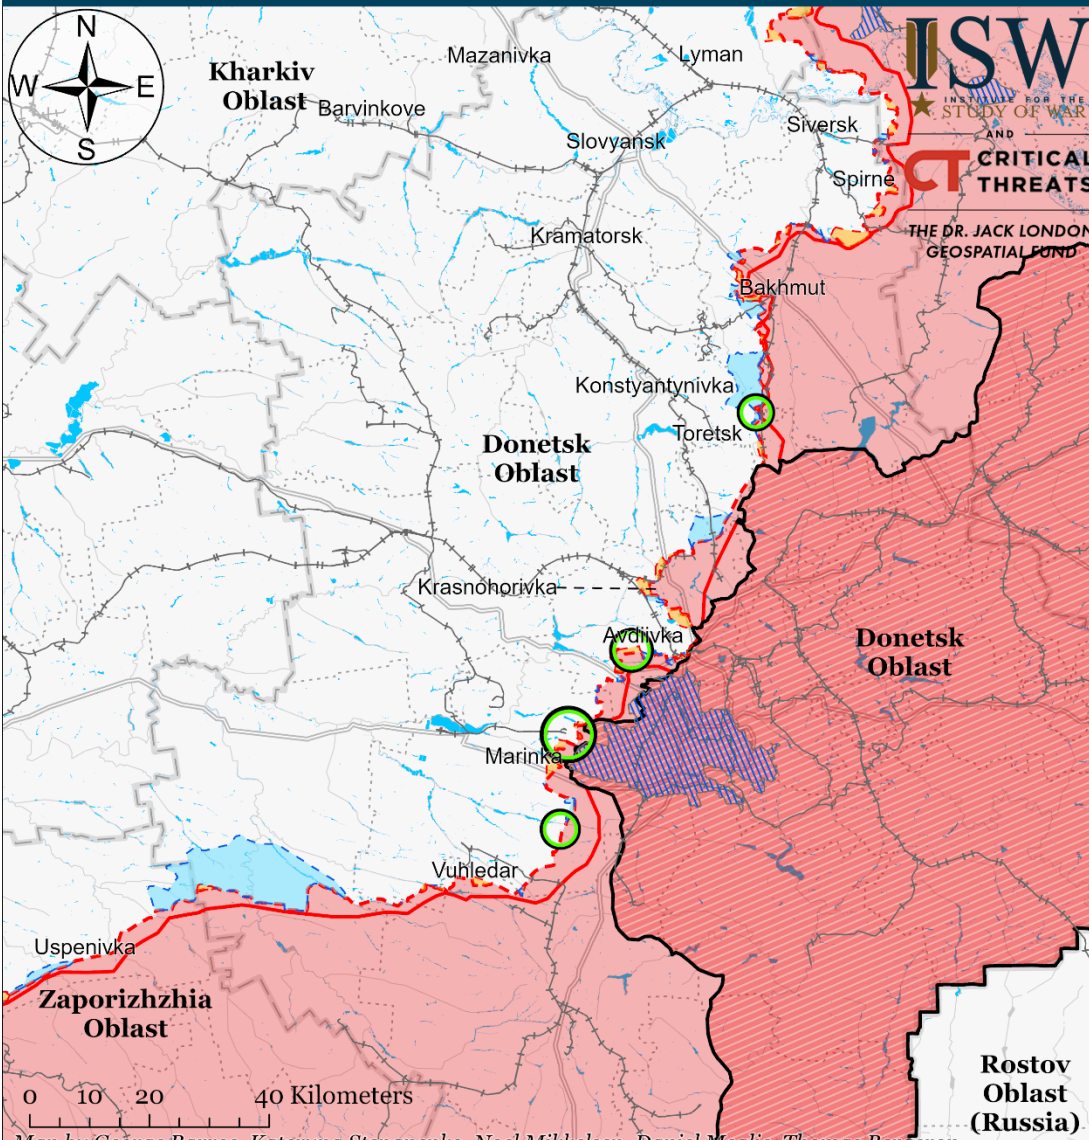 N
W E
S
Kharkiv
Oblast
Mazanivka
Lyman
Barvinkove
Slovyansk
Siversk
Spirne
ISW
INSTITUTE FOR THE
STUDY OF WAR
AND
CT CRITICAL
THREATS
THE DR. JACK LONDON
GEOSPATIAL FUND
Kramatorsk
Bakhmut
Konstyantynivka
Toretsk
Donetsk
Oblast
Krasnohorivka
Avdiivka
Donetsk
Oblast
Marinka
Vuhledar
Uspenivka
Zaporizhzhia
Oblast
Rostov
Oblast
(Russia)
0 10 20 40 Kilometers